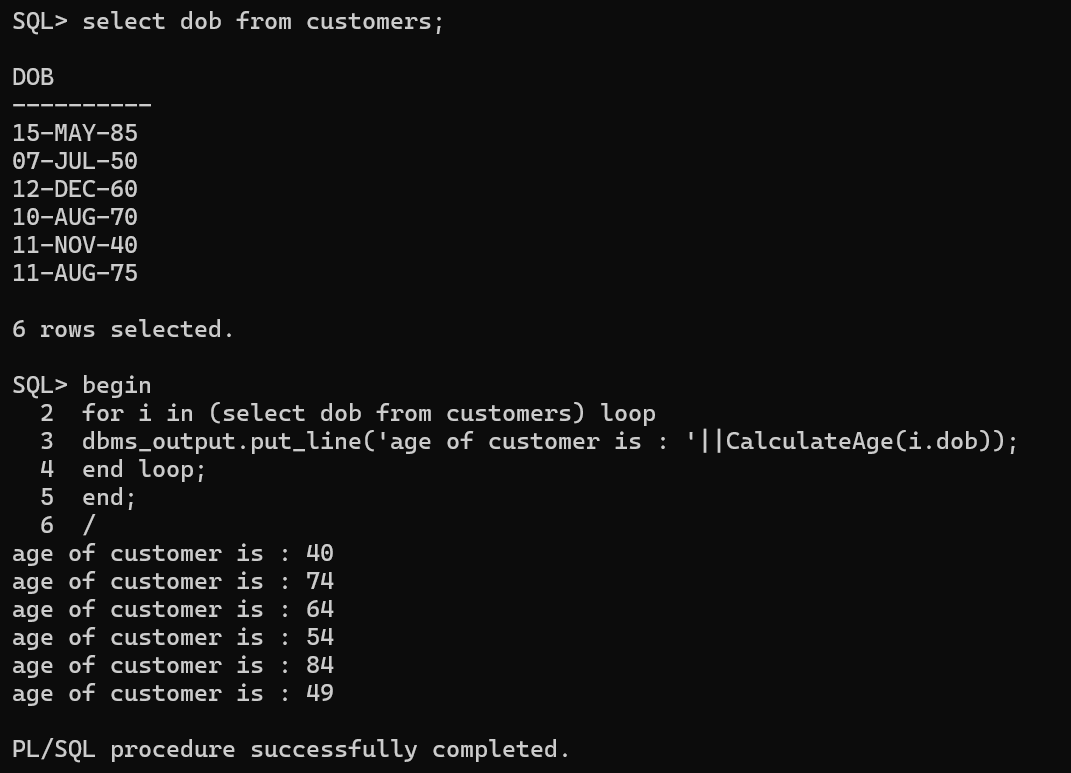 SQL> select dob from customers;
DOB
----------
15-MAY-85
07-JUL-50
12-DEC-60
10-AUG-70
11-NOV-40
11-AUG-75
6 rows selected.
SQL> begin
  2  for i in (select dob from customers) loop
  3  dbms_output.put_line('age of customer is : '||CalculateAge(i.dob));
  4  end loop;
  5  end;
  6  /
age of customer is : 40
age of customer is : 74
age of customer is : 64
age of customer is : 54
age of customer is : 84
age of customer is : 49
PL/SQL procedure successfully completed.